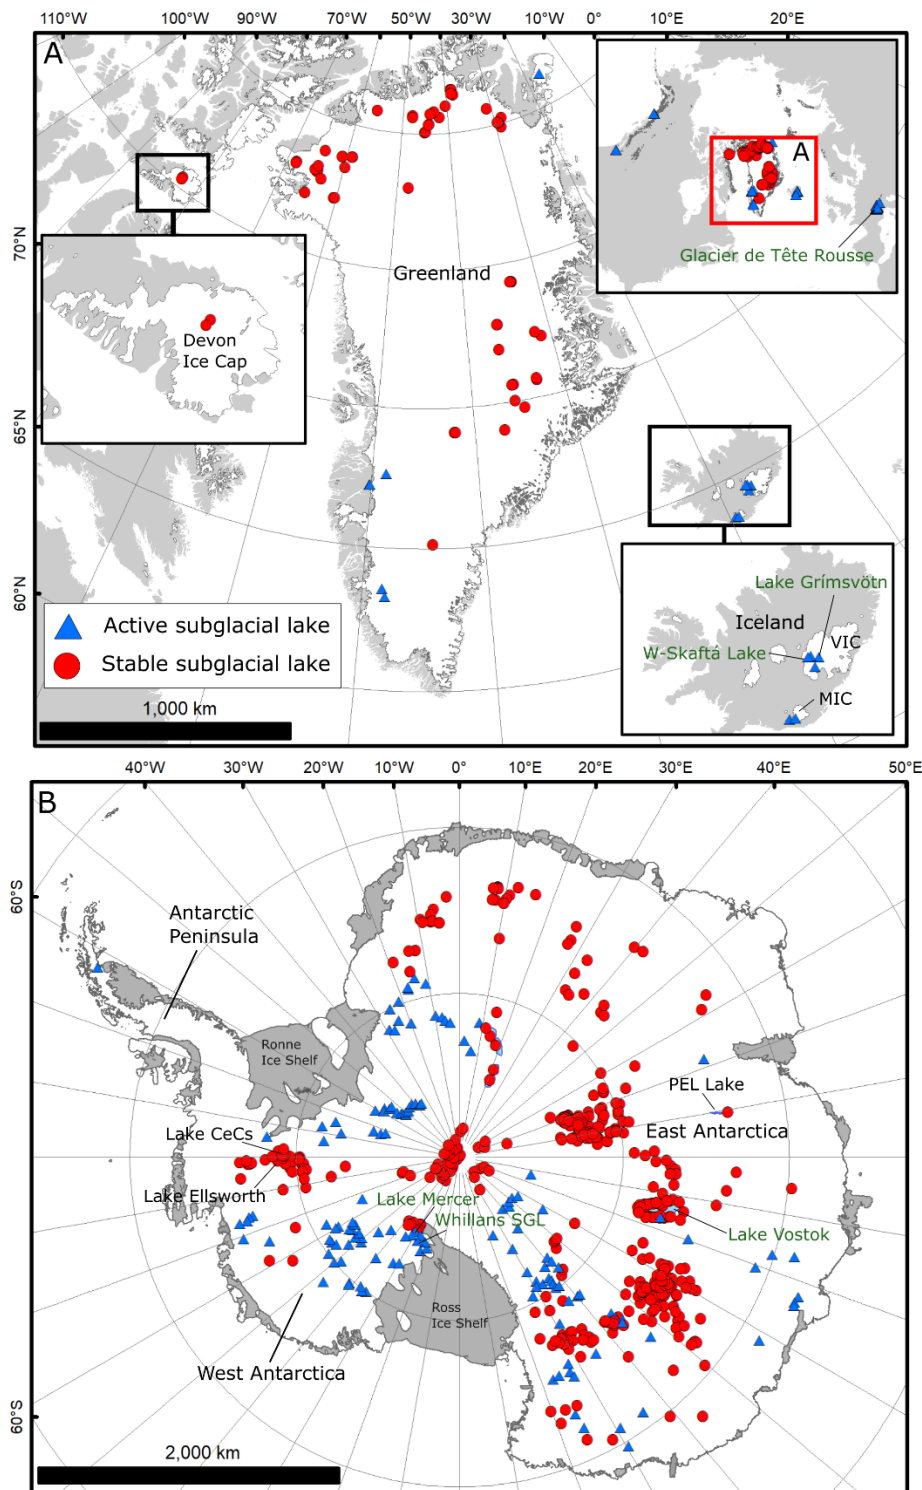 100°W 90°W 80°W 70°W 60°W 50°W 40°W 30°W 20°W 10°W 0° 10°E 20°E
A
A
Glacier de Tête Rousse
70°N
Greenland
Devon
Ice Cap
65°N
60°N
Lake Grímsvötn
Iceland
VIC
W-Skaftá Lake
MIC
Active subglacial lake
Stable subglacial lake
1,000 km
40°W 30°W 20°W 10°W 0° 10°E 20°E 30°E 40°E 50°E
B
60°S
Antarctic
Peninsula
Ronne
Ice Shelf
PEL Lake
Lake CeCs
East Antarctica
Lake Ellsworth
Lake Mercer
Whillans SGL
Lake Vostok
Ross
Ice Shelf
West Antarctica
60°S
2,000 km